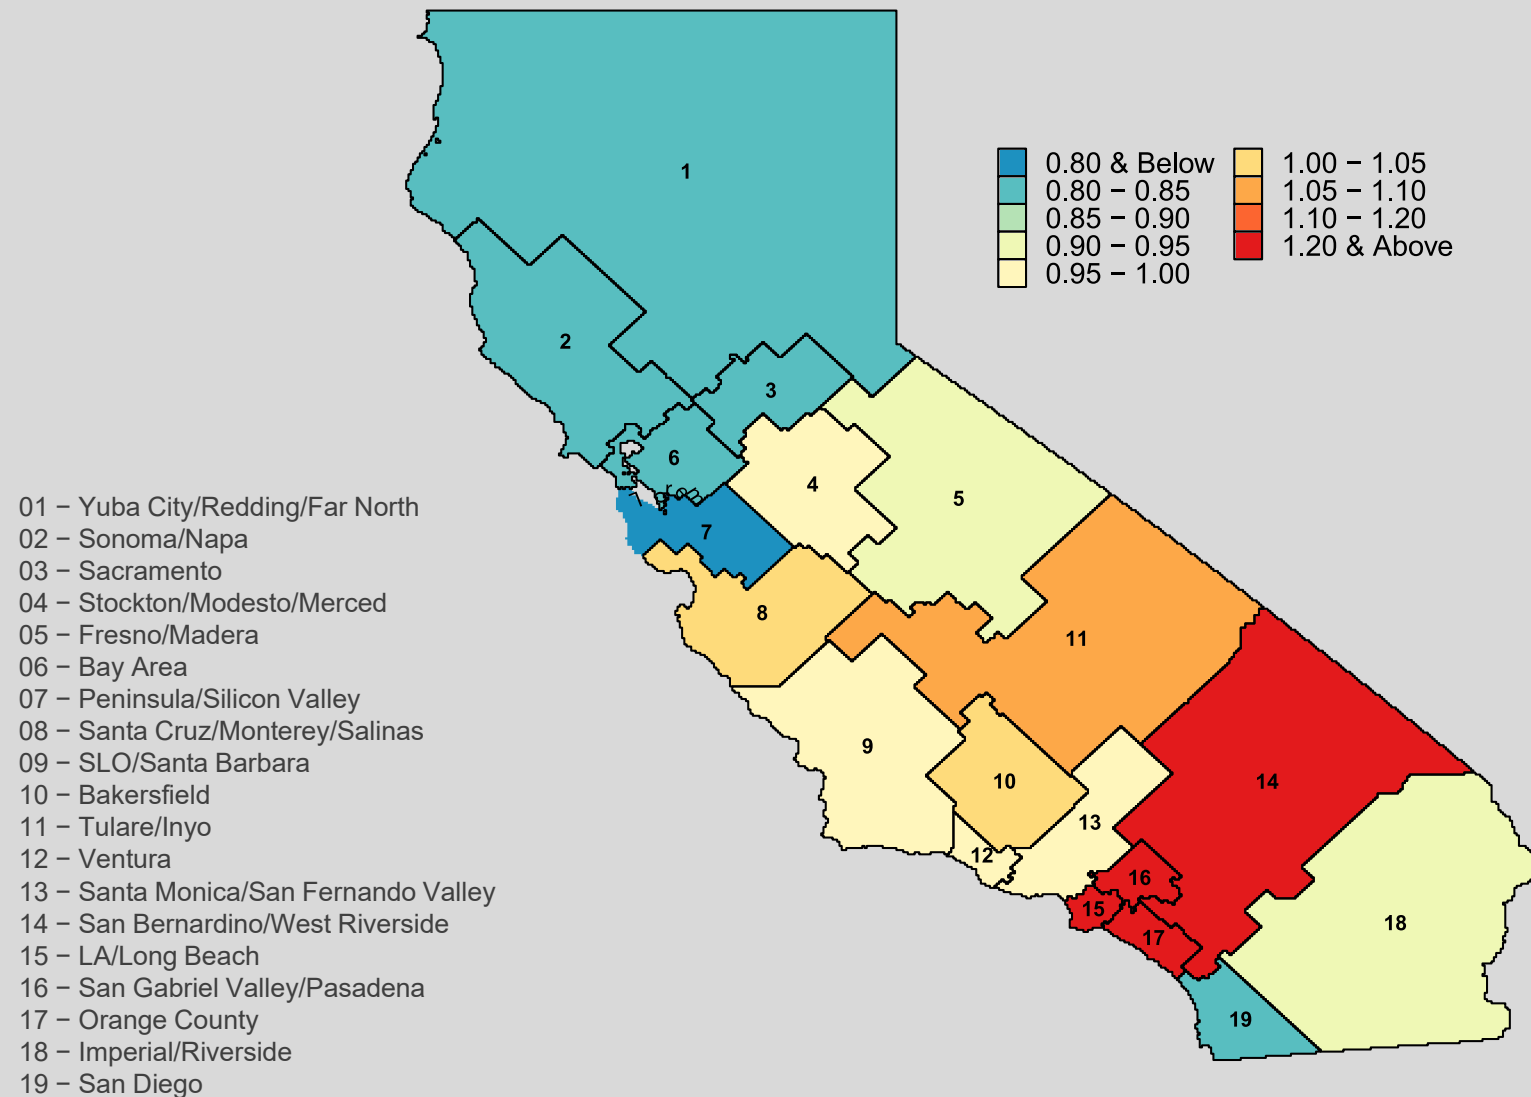 1
0.80 & Below
0.80 − 0.85
0.85 − 0.90
0.90 − 0.95
0.95 − 1.00
1.00 − 1.05
1.05 − 1.10
1.10 − 1.20
1.20 & Above
2
3
6
4
5
7
8
11
9
10
14
13
12
16
15
17
18
19
01 − Yuba City/Redding/Far North
02 − Sonoma/Napa
03 − Sacramento
04 − Stockton/Modesto/Merced
05 − Fresno/Madera
06 − Bay Area
07 − Peninsula/Silicon Valley
08 − Santa Cruz/Monterey/Salinas
09 − SLO/Santa Barbara
10 − Bakersfield
11 − Tulare/Inyo
12 − Ventura
13 − Santa Monica/San Fernando Valley
14 − San Bernardino/West Riverside
15 − LA/Long Beach
16 − San Gabriel Valley/Pasadena
17 − Orange County
18 − Imperial/Riverside
19 − San Diego